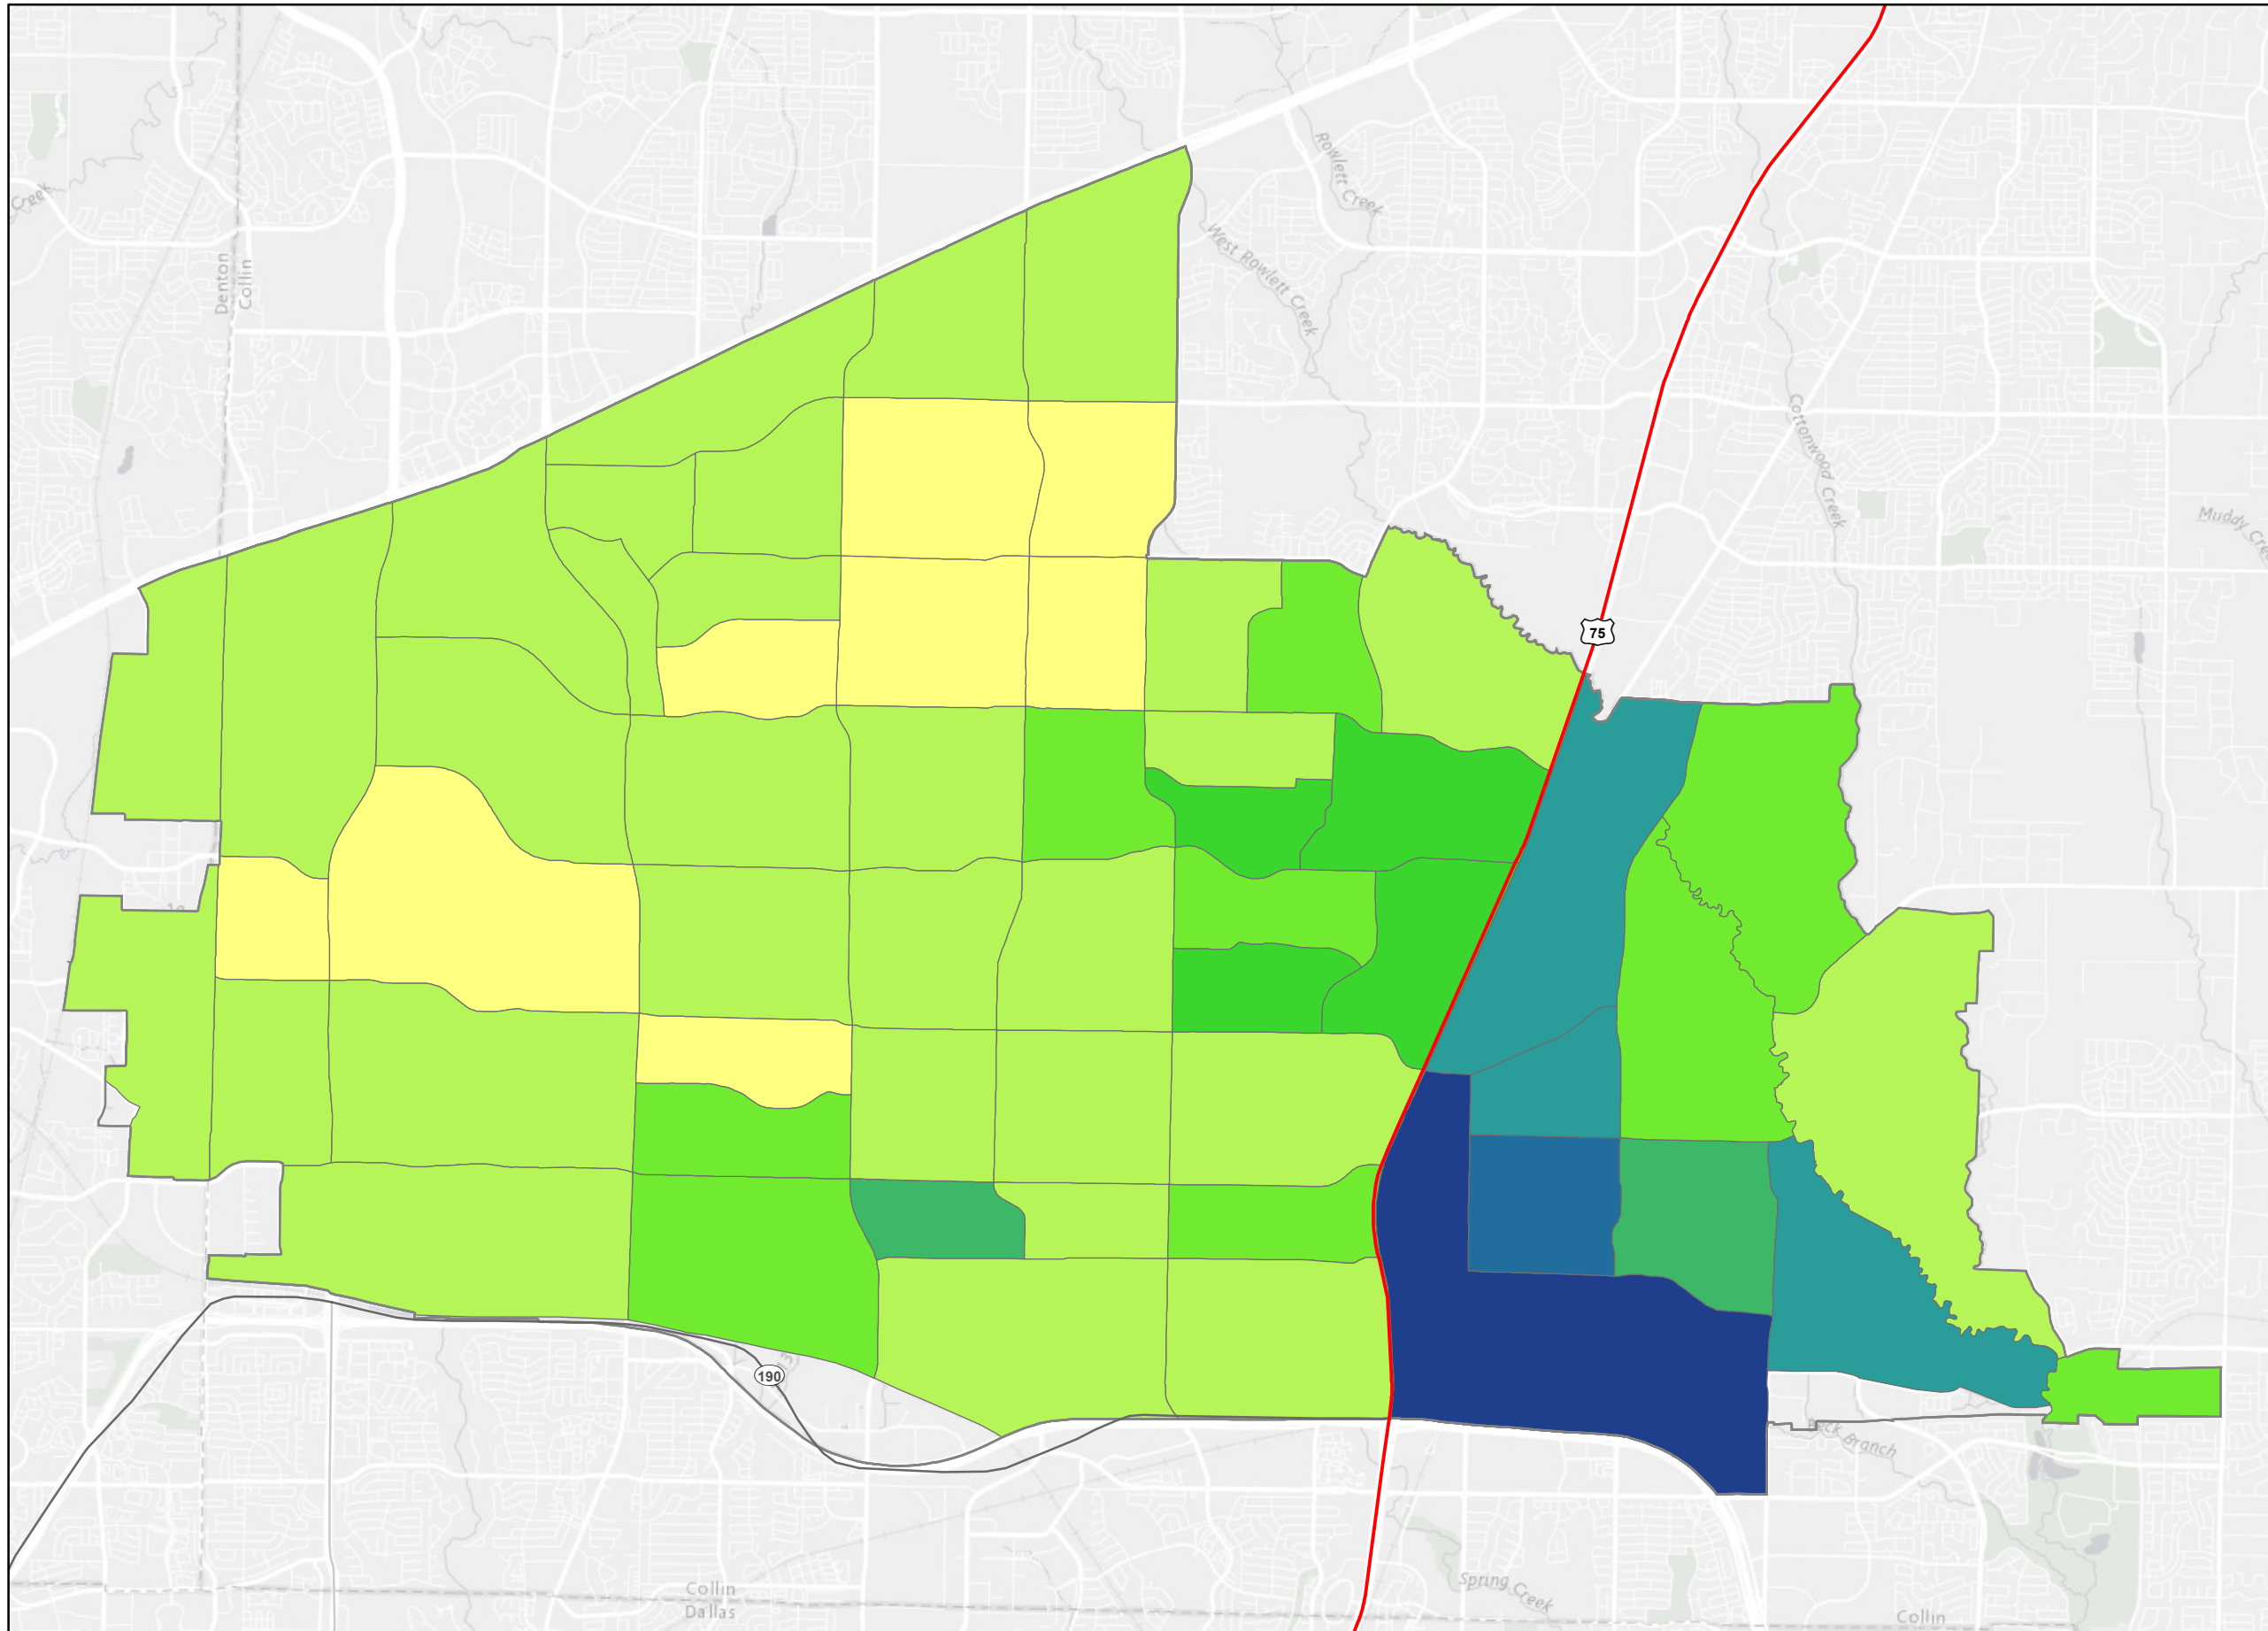 Creek
Denton
Collin
Rowlett Creek
West Rowlett Creek
Cottonwood Creek
Muddy Cree
75
190
Beck Branch
Spring Creek
Collin
Dallas
Collin